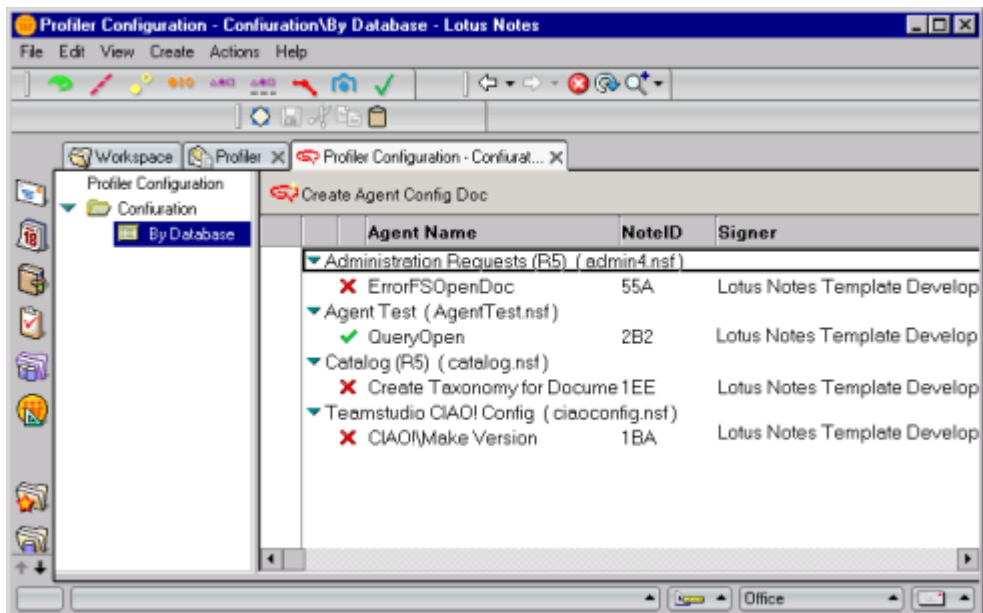 Profiler Configuration - Confiuration\By Database - Lotus Notes
File Edit View Create Actions Help
Workspace Profiler Profiler Configuration - Confiurat...
Profiler Configuration
Confiuration
By Database
Create Agent Config Doc
Agent Name NoteID Signer
Administration Requests (R5) (admin4.nsf)
ErrorFSOpenDoc 55A Lotus Notes Template Develop
Agent Test (AgentTest.nsf)
QueryOpen 2B2 Lotus Notes Template Develop
Catalog (R5) (catalog.nsf)
Create Taxonomy for Docume 1EE Lotus Notes Template Develop
Teamstudio CIAO! Config (ciaoconfig.nsf)
CIAO!\Make Version 1BA Lotus Notes Template Develop
18
Office